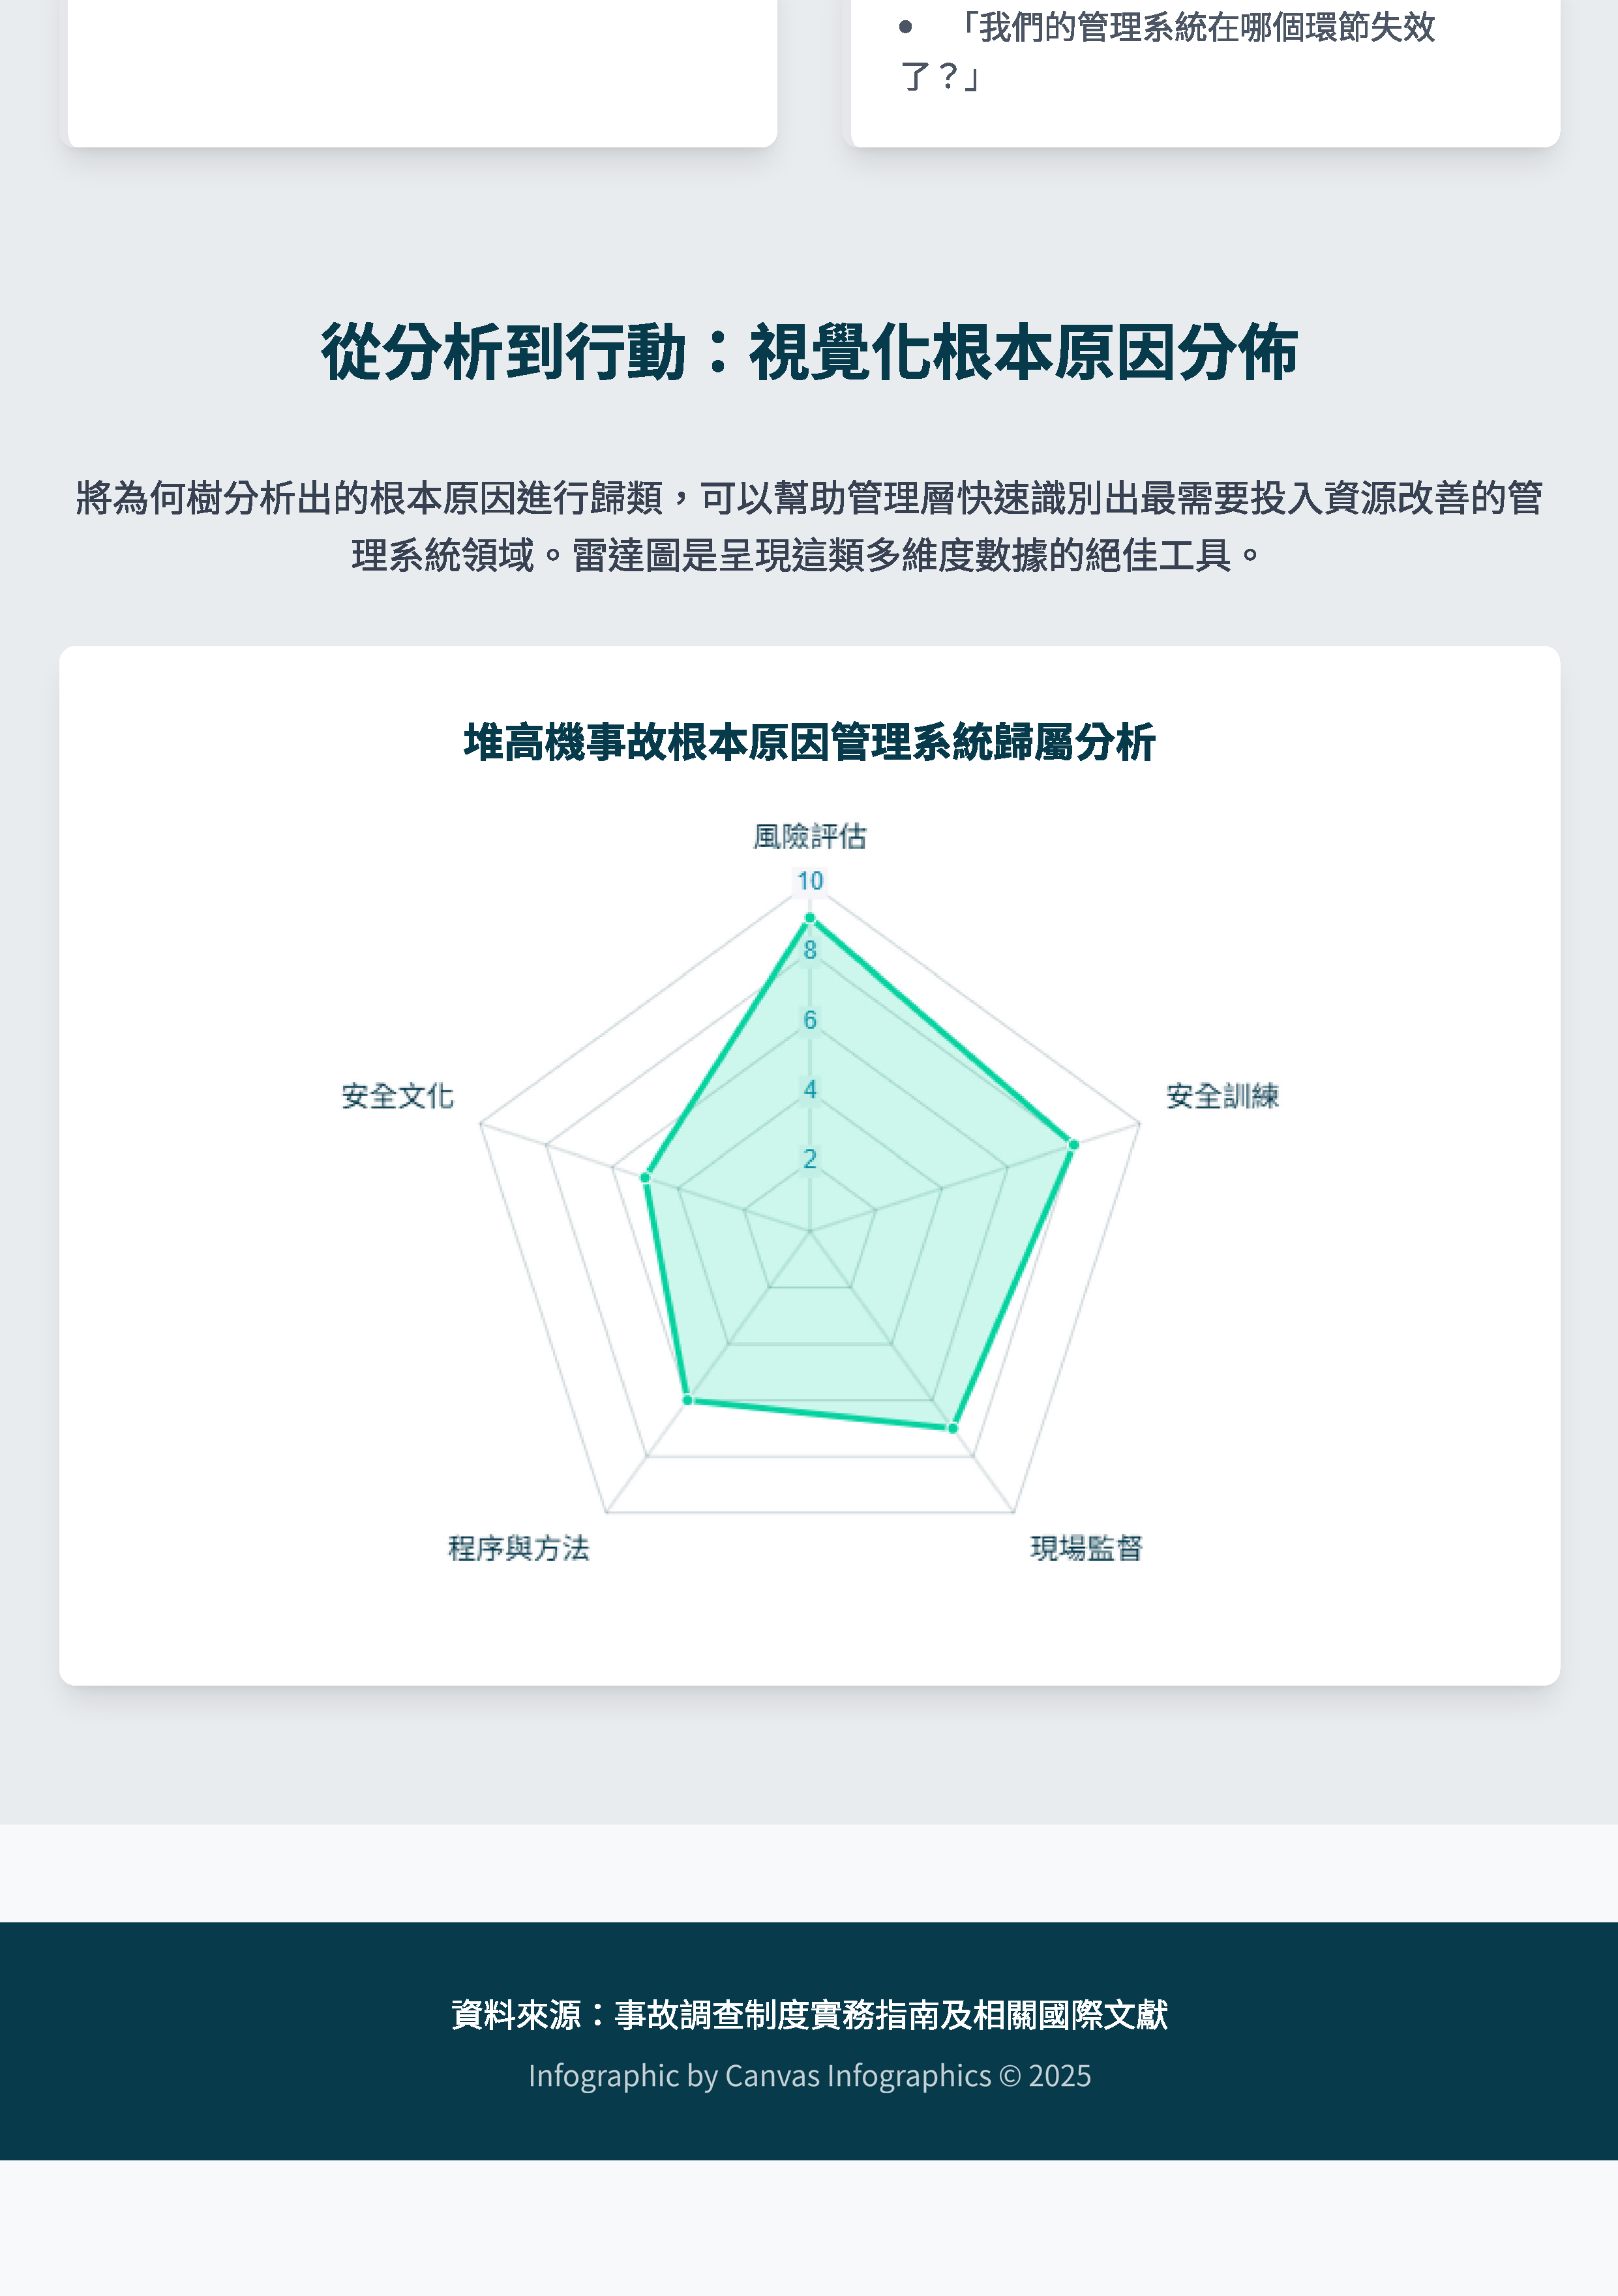 • 「我們的管理系統在哪個環節失效
了？」
從分析到行動：視覺化根本原因分佈
將為何樹分析出的根本原因進行歸類，可以幫助管理層快速識別出最需要投入資源改善的管
理系統領域。雷達圖是呈現這類多維度數據的絕佳工具。
堆高機事故根本原因管理系統歸屬分析
風險評估
10
8
6
4
2
安全文化
安全訓練
程序與方法
現場監督
資料來源：事故調查制度實務指南及相關國際文獻
Infographic by Canvas Infographics © 2025